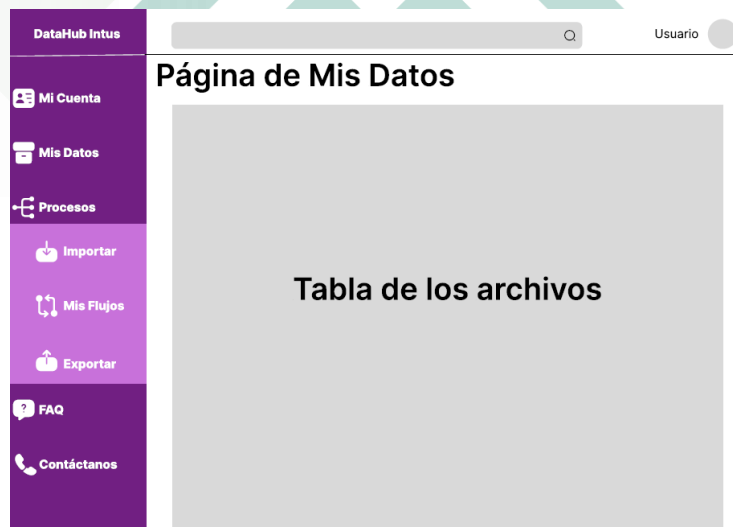 DataHub Intus
Usuario
Página de Mis Datos
Mi Cuenta
Mis Datos
Procesos
Importar
Mis Flujos
Exportar
FAQ
Contáctanos
Tabla de los archivos